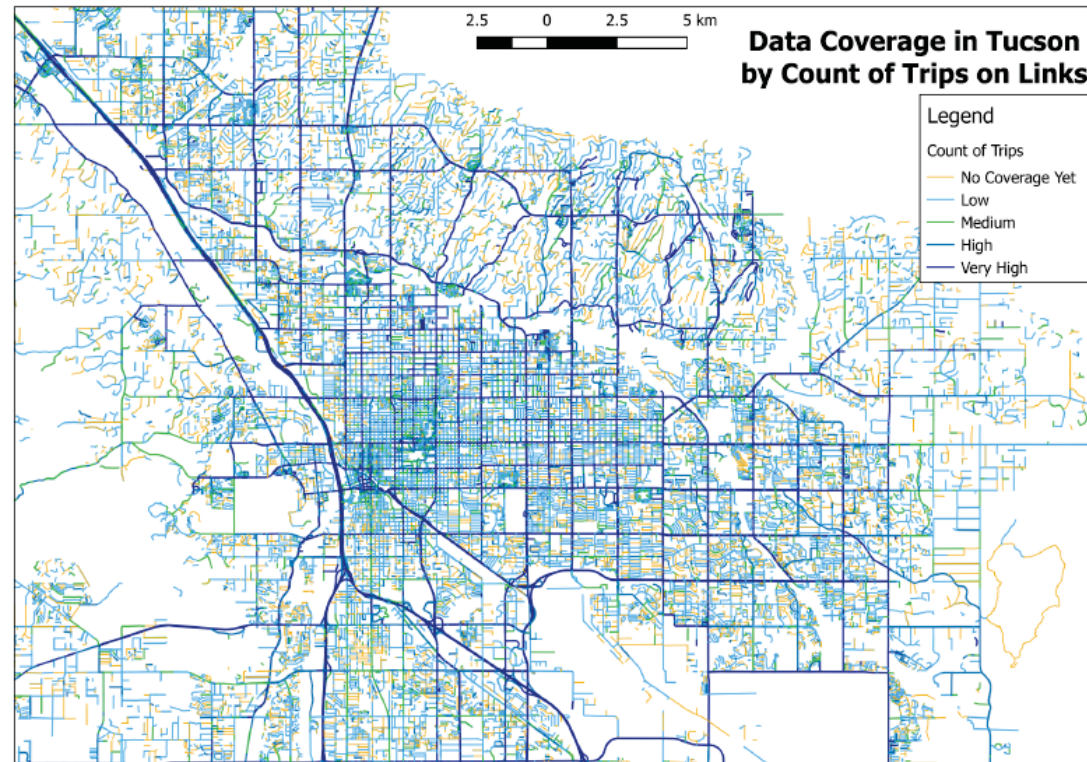 2.5 0 2.5 5 km
Data Coverage in Tucson
by Count of Trips on Links
Legend
Count of Trips
No Coverage Yet
Low
Medium
High
Very High